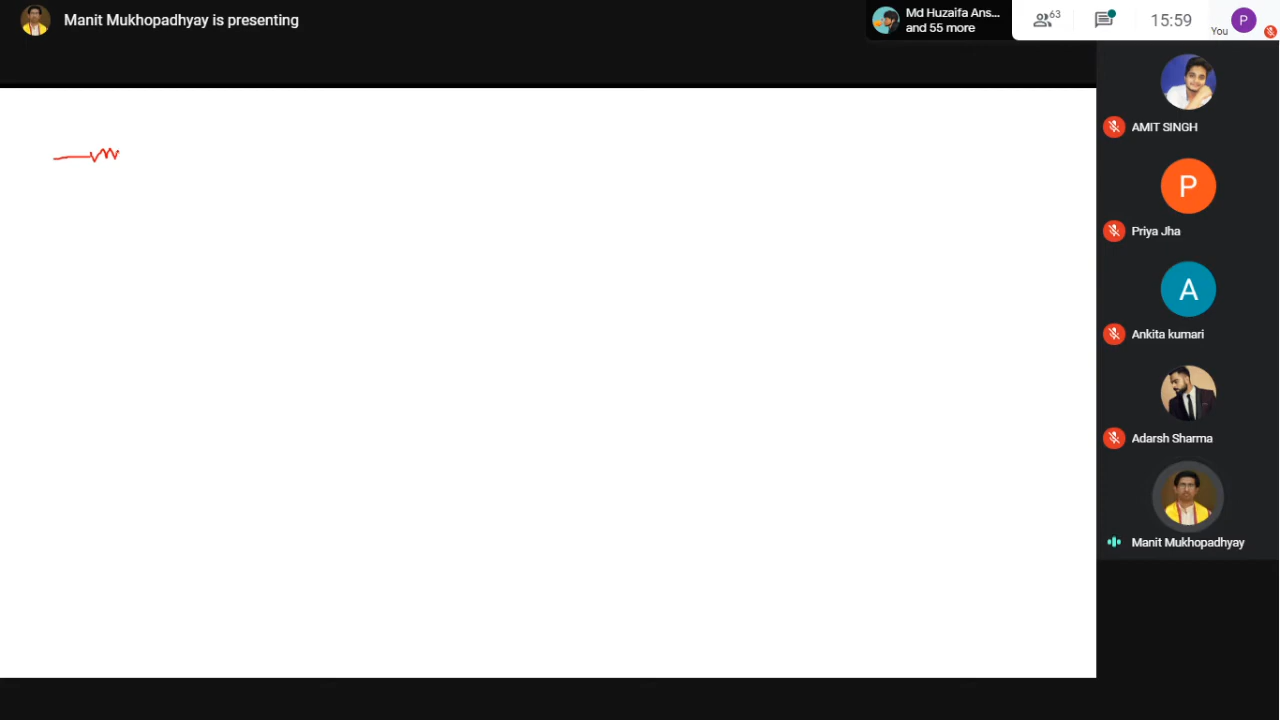 Manit Mukhopadhyay is presenting
Md Huzaifa Ans...
and 55 more
63
15:59
You
P
AMIT SINGH
P
Priya Jha
A
Ankita kumari
Adarsh Sharma
Manit Mukhopadhyay